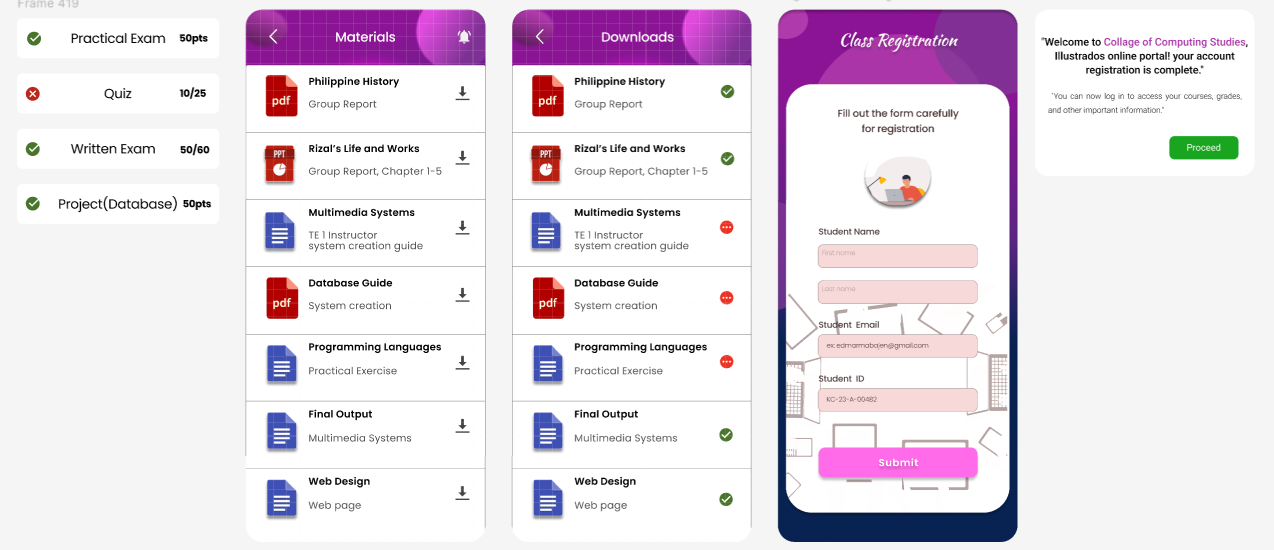 Frame 419
Practical Exam 50pts
Quiz 10/25
Written Exam 50/60
Project(Database) 50pts
Materials
pdf
Philippine History
Group Report
PPT
Rizal's Life and Works
Group Report, Chapter 1-5
Multimedia Systems
TE 1 Instructor
system creation guide
pdf
Database Guide
System creation
Programming Languages
Practical Exercise
Final Output
Multimedia Systems
Web Design
Web page
Downloads
pdf
Philippine History
Group Report
PPT
Rizal's Life and Works
Group Report, Chapter 1-5
Multimedia Systems
TE 1 Instructor
system creation guide
pdf
Database Guide
System creation
Programming Languages
Practical Exercise
Final Output
Multimedia Systems
Web Design
Web page
Class Registration
Fill out the form carefully
for registration
Student Name
First name
Last name
Student Email
ex: edmarmabajen@gmail.com
Student ID
KC-23-A-00482
Submit
"Welcome to Collage of Computing Studies,
Illustrados online portal! your account
registration is complete."
"You can now log in to access your courses, grades,
and other important information."
Proceed